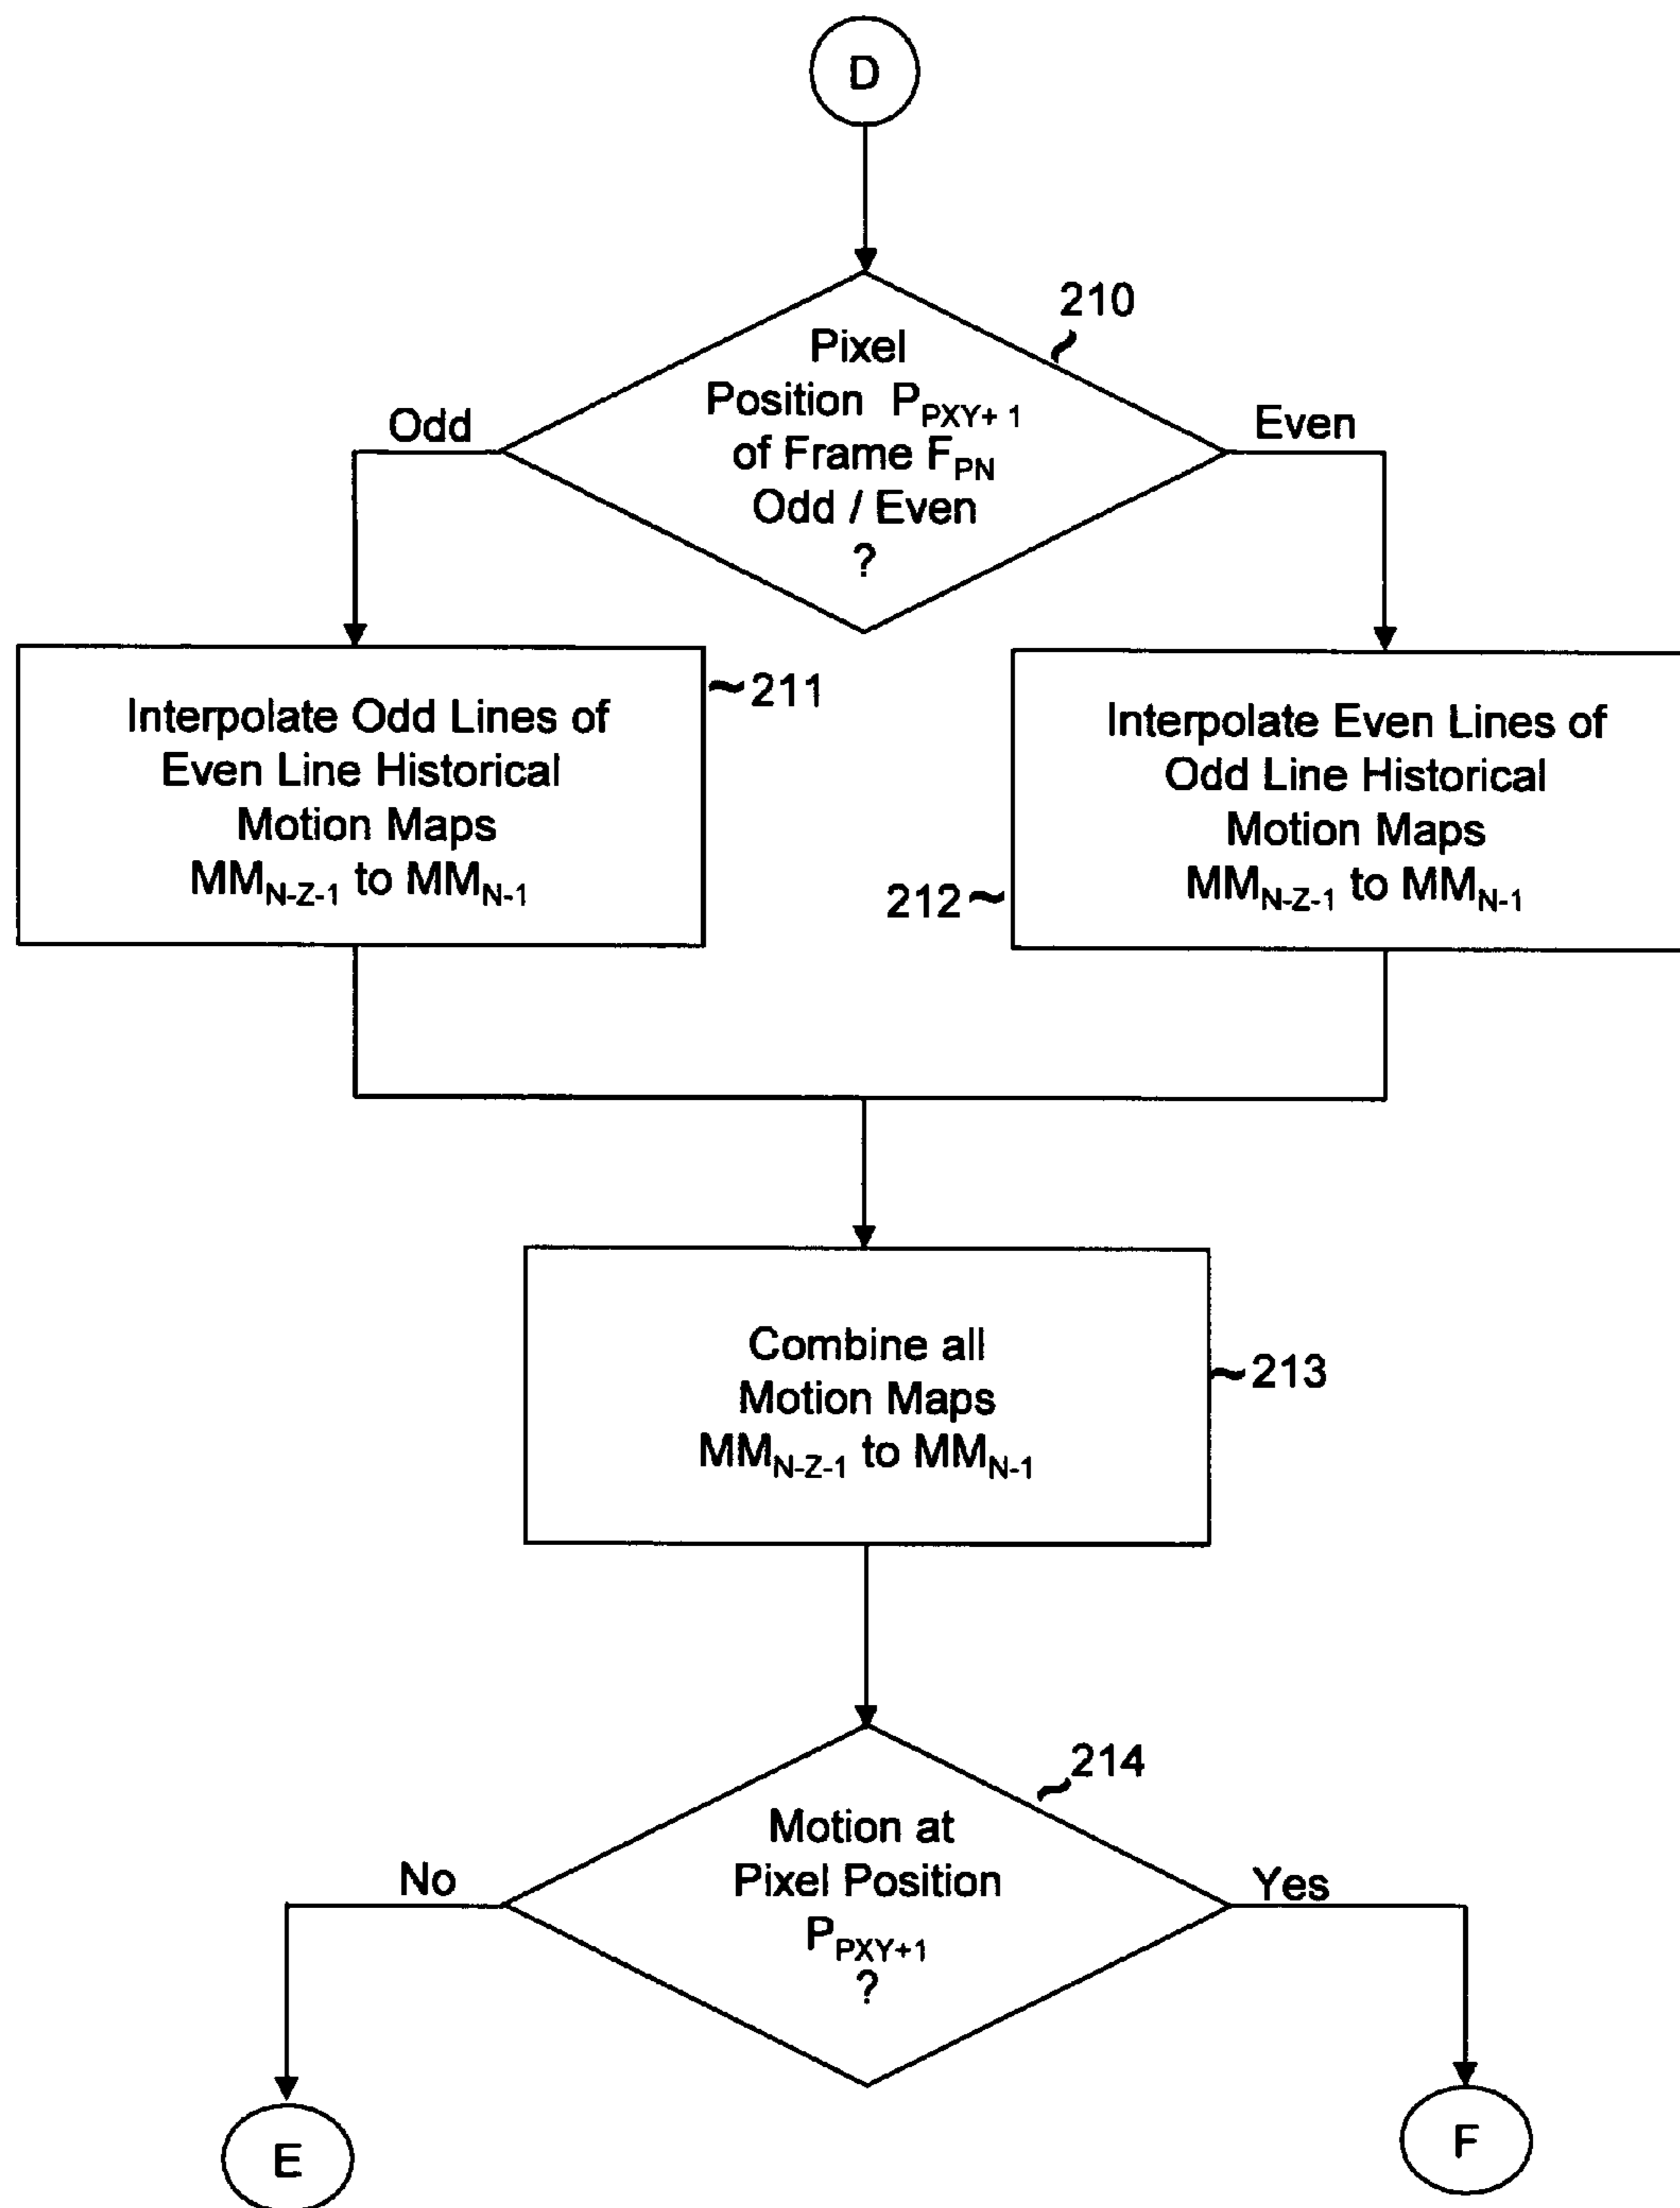 D
210
Pixel
Position P_PXY+ 1
of Frame F_PN
Odd / Even
?
Odd
Even
Interpolate Odd Lines of
Even Line Historical
Motion Maps
MM_N-Z-1 to MM_N-1
~211
Interpolate Even Lines of
Odd Line Historical
Motion Maps
MM_N-Z-1 to MM_N-1
212~
Combine all
Motion Maps
MM_N-Z-1 to MM_N-1
~213
214
Motion at
Pixel Position
P_PXY+1
?
No
Yes
E
F